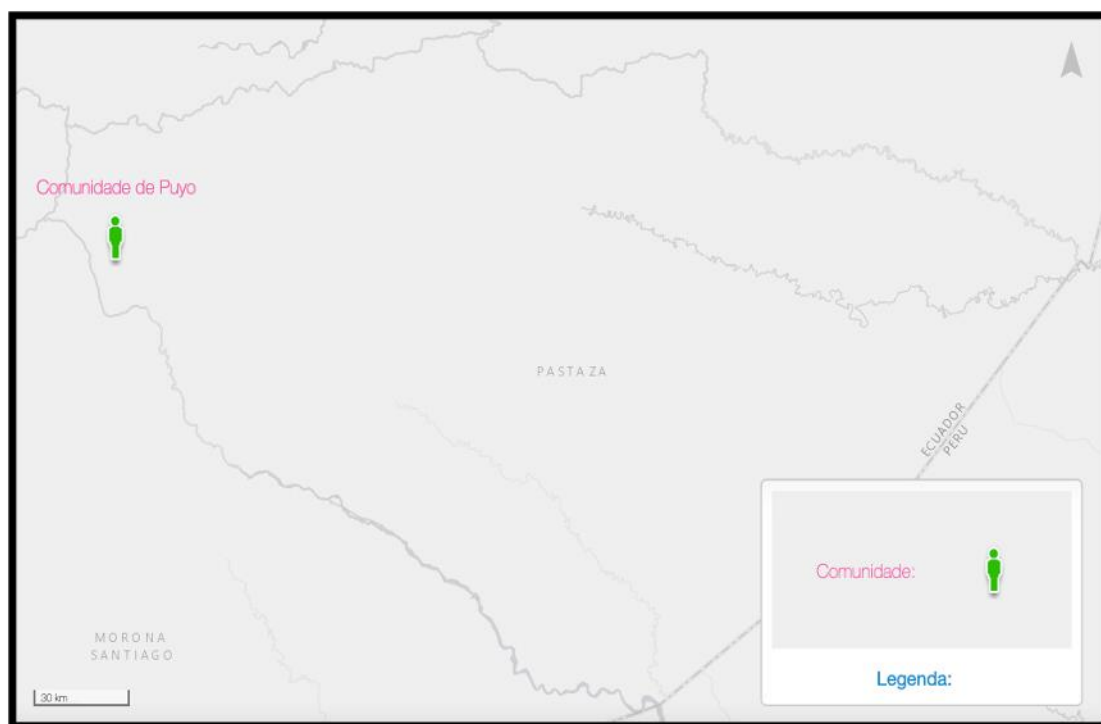 Comunidade de Puyo
PASTAZA
ECUADOR
PERU
Comunidade:
MORONA
SANTIAGO
Legenda:
30 km